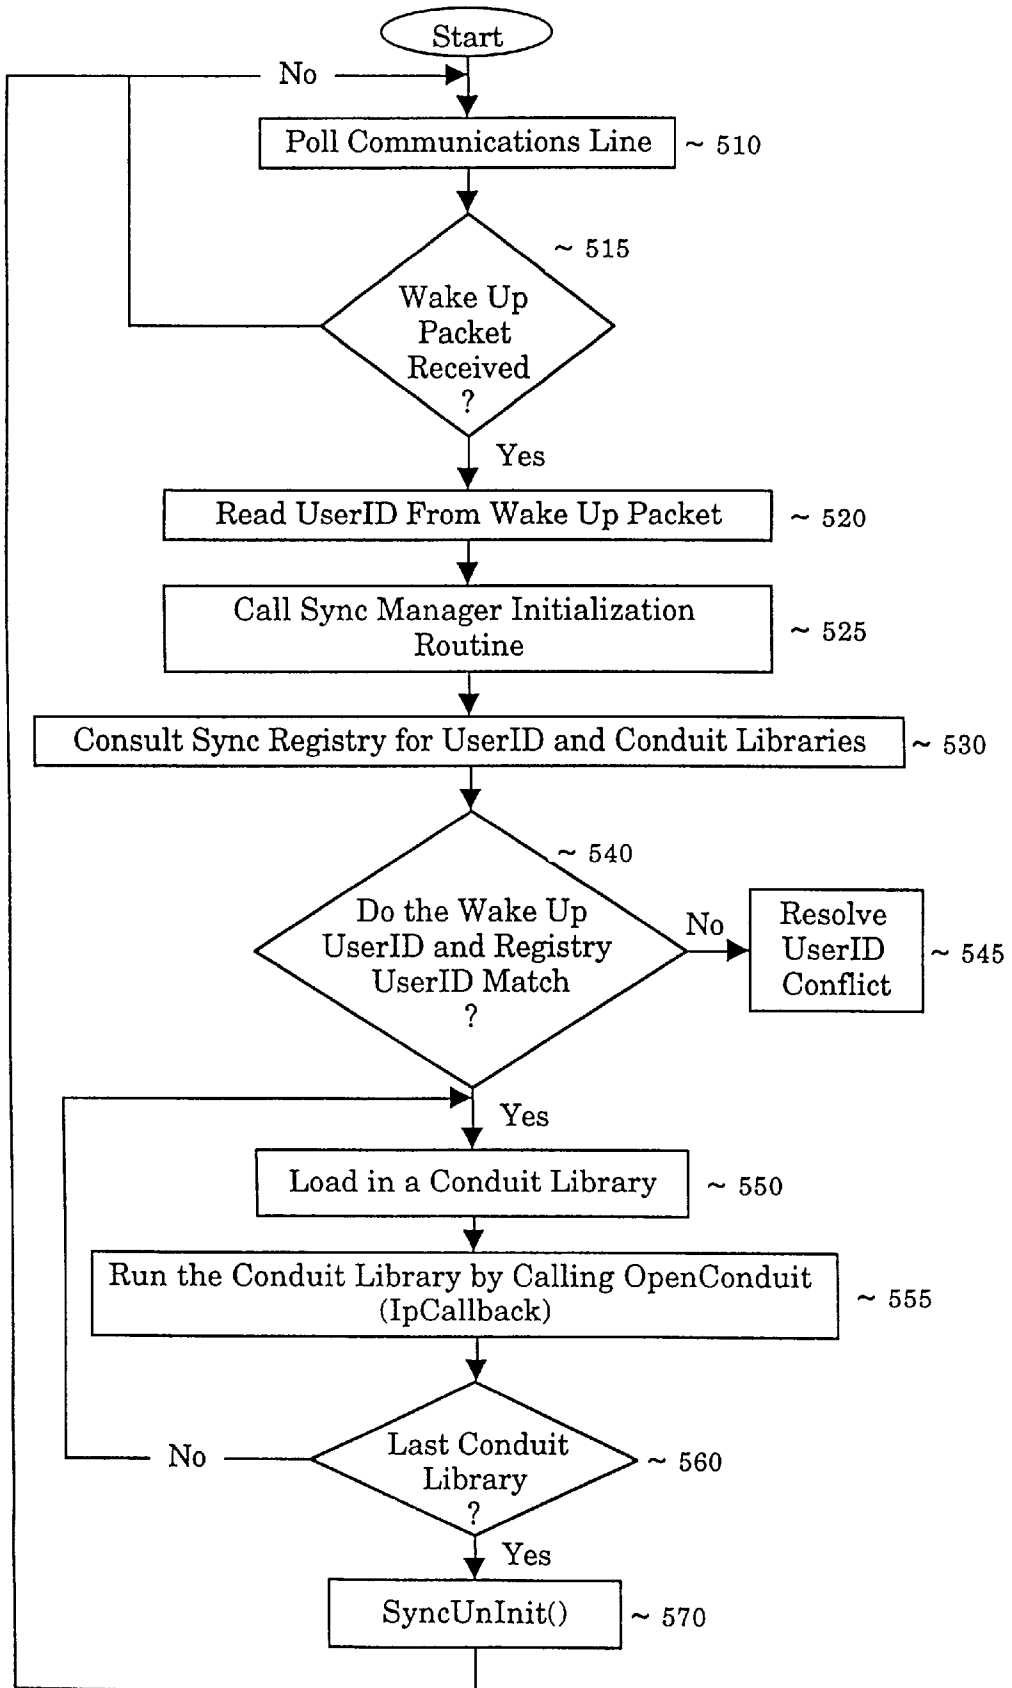 Start
No
Poll Communications Line
~ 510
~ 515
Wake Up
Packet
Received
?
Yes
Read UserID From Wake Up Packet
~ 520
Call Sync Manager Initialization
Routine
~ 525
Consult Sync Registry for UserID and Conduit Libraries
~ 530
~ 540
Do the Wake Up
UserID and Registry
UserID Match
?
No
Resolve
UserID
Conflict
~ 545
Yes
Load in a Conduit Library
~ 550
Run the Conduit Library by Calling OpenConduit
(IpCallback)
~ 555
Last Conduit
Library
?
~ 560
No
Yes
SyncUnInit()
~ 570